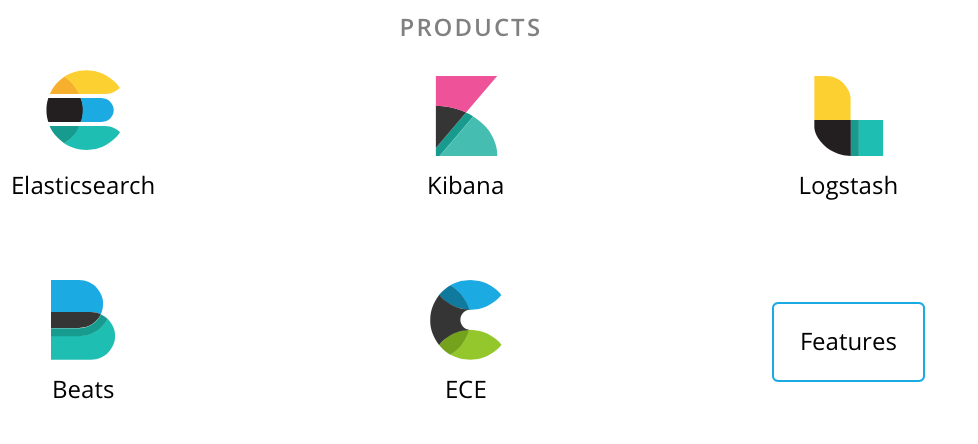 PRODUCTS
Elasticsearch
Kibana
Logstash
Beats
ECE
Features